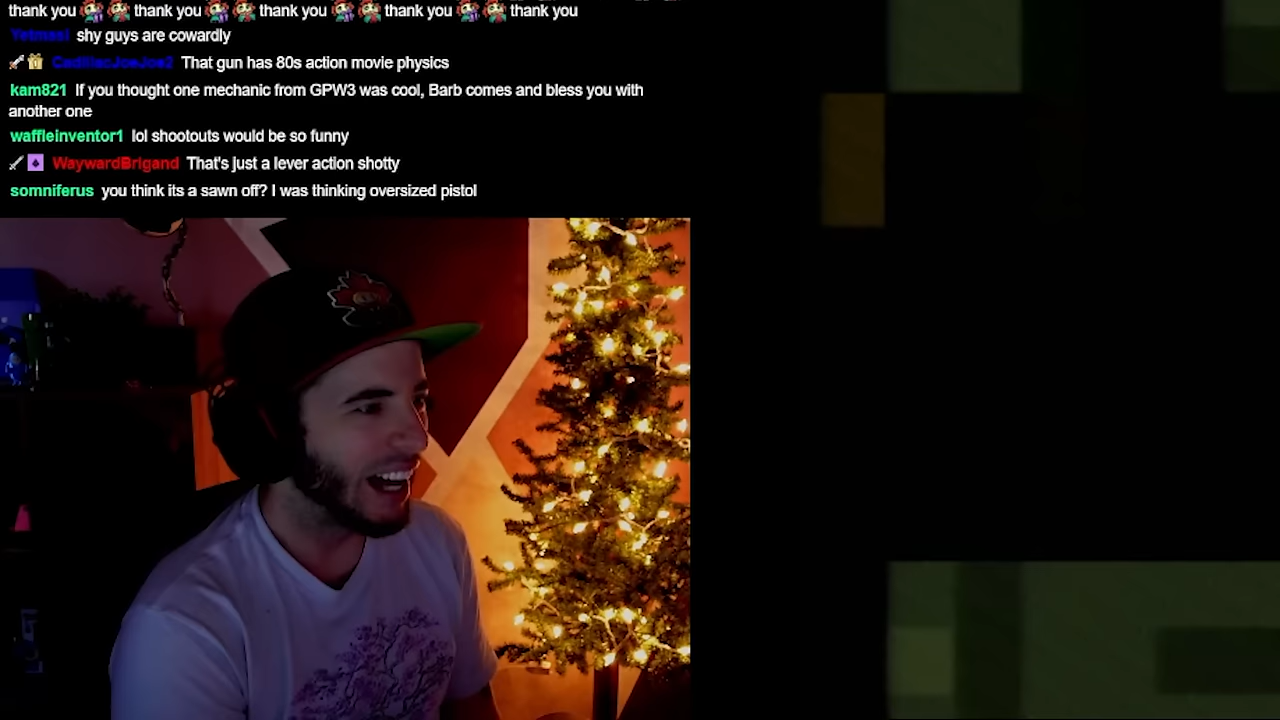 thank you thank you thank you thank you thank you
Yetmasi shy guys are cowardly
CadillacJoeJoe2 That gun has 80s action movie physics
kam821 If you thought one mechanic from GPW3 was cool, Barb comes and bless you with
another one
waffleinventor1 lol shootouts would be so funny
WaywardBrigand That's just a lever action shotty
somniferus you think its a sawn off? I was thinking oversized pistol